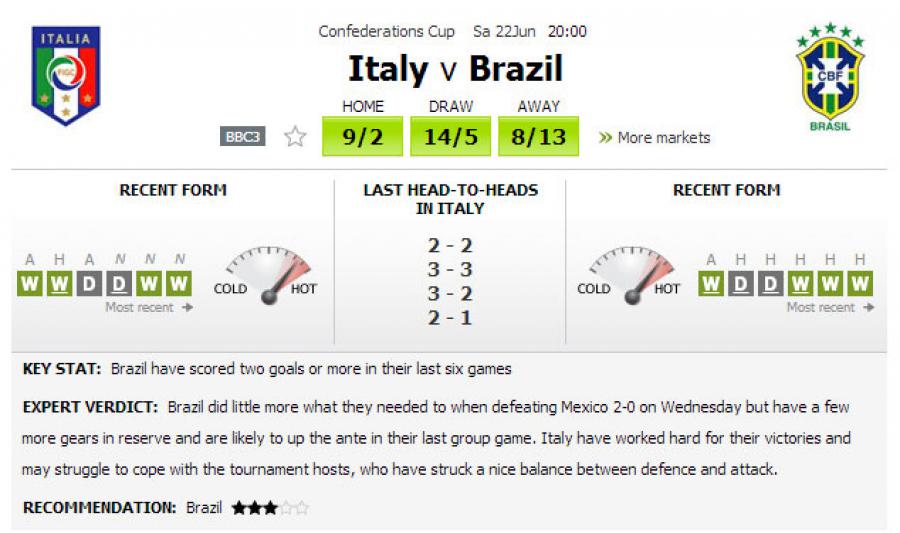 Confederations Cup Sa 22Jun 20:00
ITALIA
FIGC
Italy v Brazil
CBF
BRASIL
HOME DRAW AWAY
BBC3 9/2 14/5 8/13 » More markets
RECENT FORM
LAST HEAD-TO-HEADS
IN ITALY
RECENT FORM
A H A N N N
W W D D W W
Most recent →
COLD HOT
2 - 2
3 - 3
3 - 2
2 - 1
COLD HOT
A H H H H H
W D D W W W
Most recent →
KEY STAT: Brazil have scored two goals or more in their last six games
EXPERT VERDICT: Brazil did little more what they needed to when defeating Mexico 2-0 on Wednesday but have a few
more gears in reserve and are likely to up the ante in their last group game. Italy have worked hard for their victories and
may struggle to cope with the tournament hosts, who have struck a nice balance between defence and attack.
RECOMMENDATION: Brazil ★★★☆☆